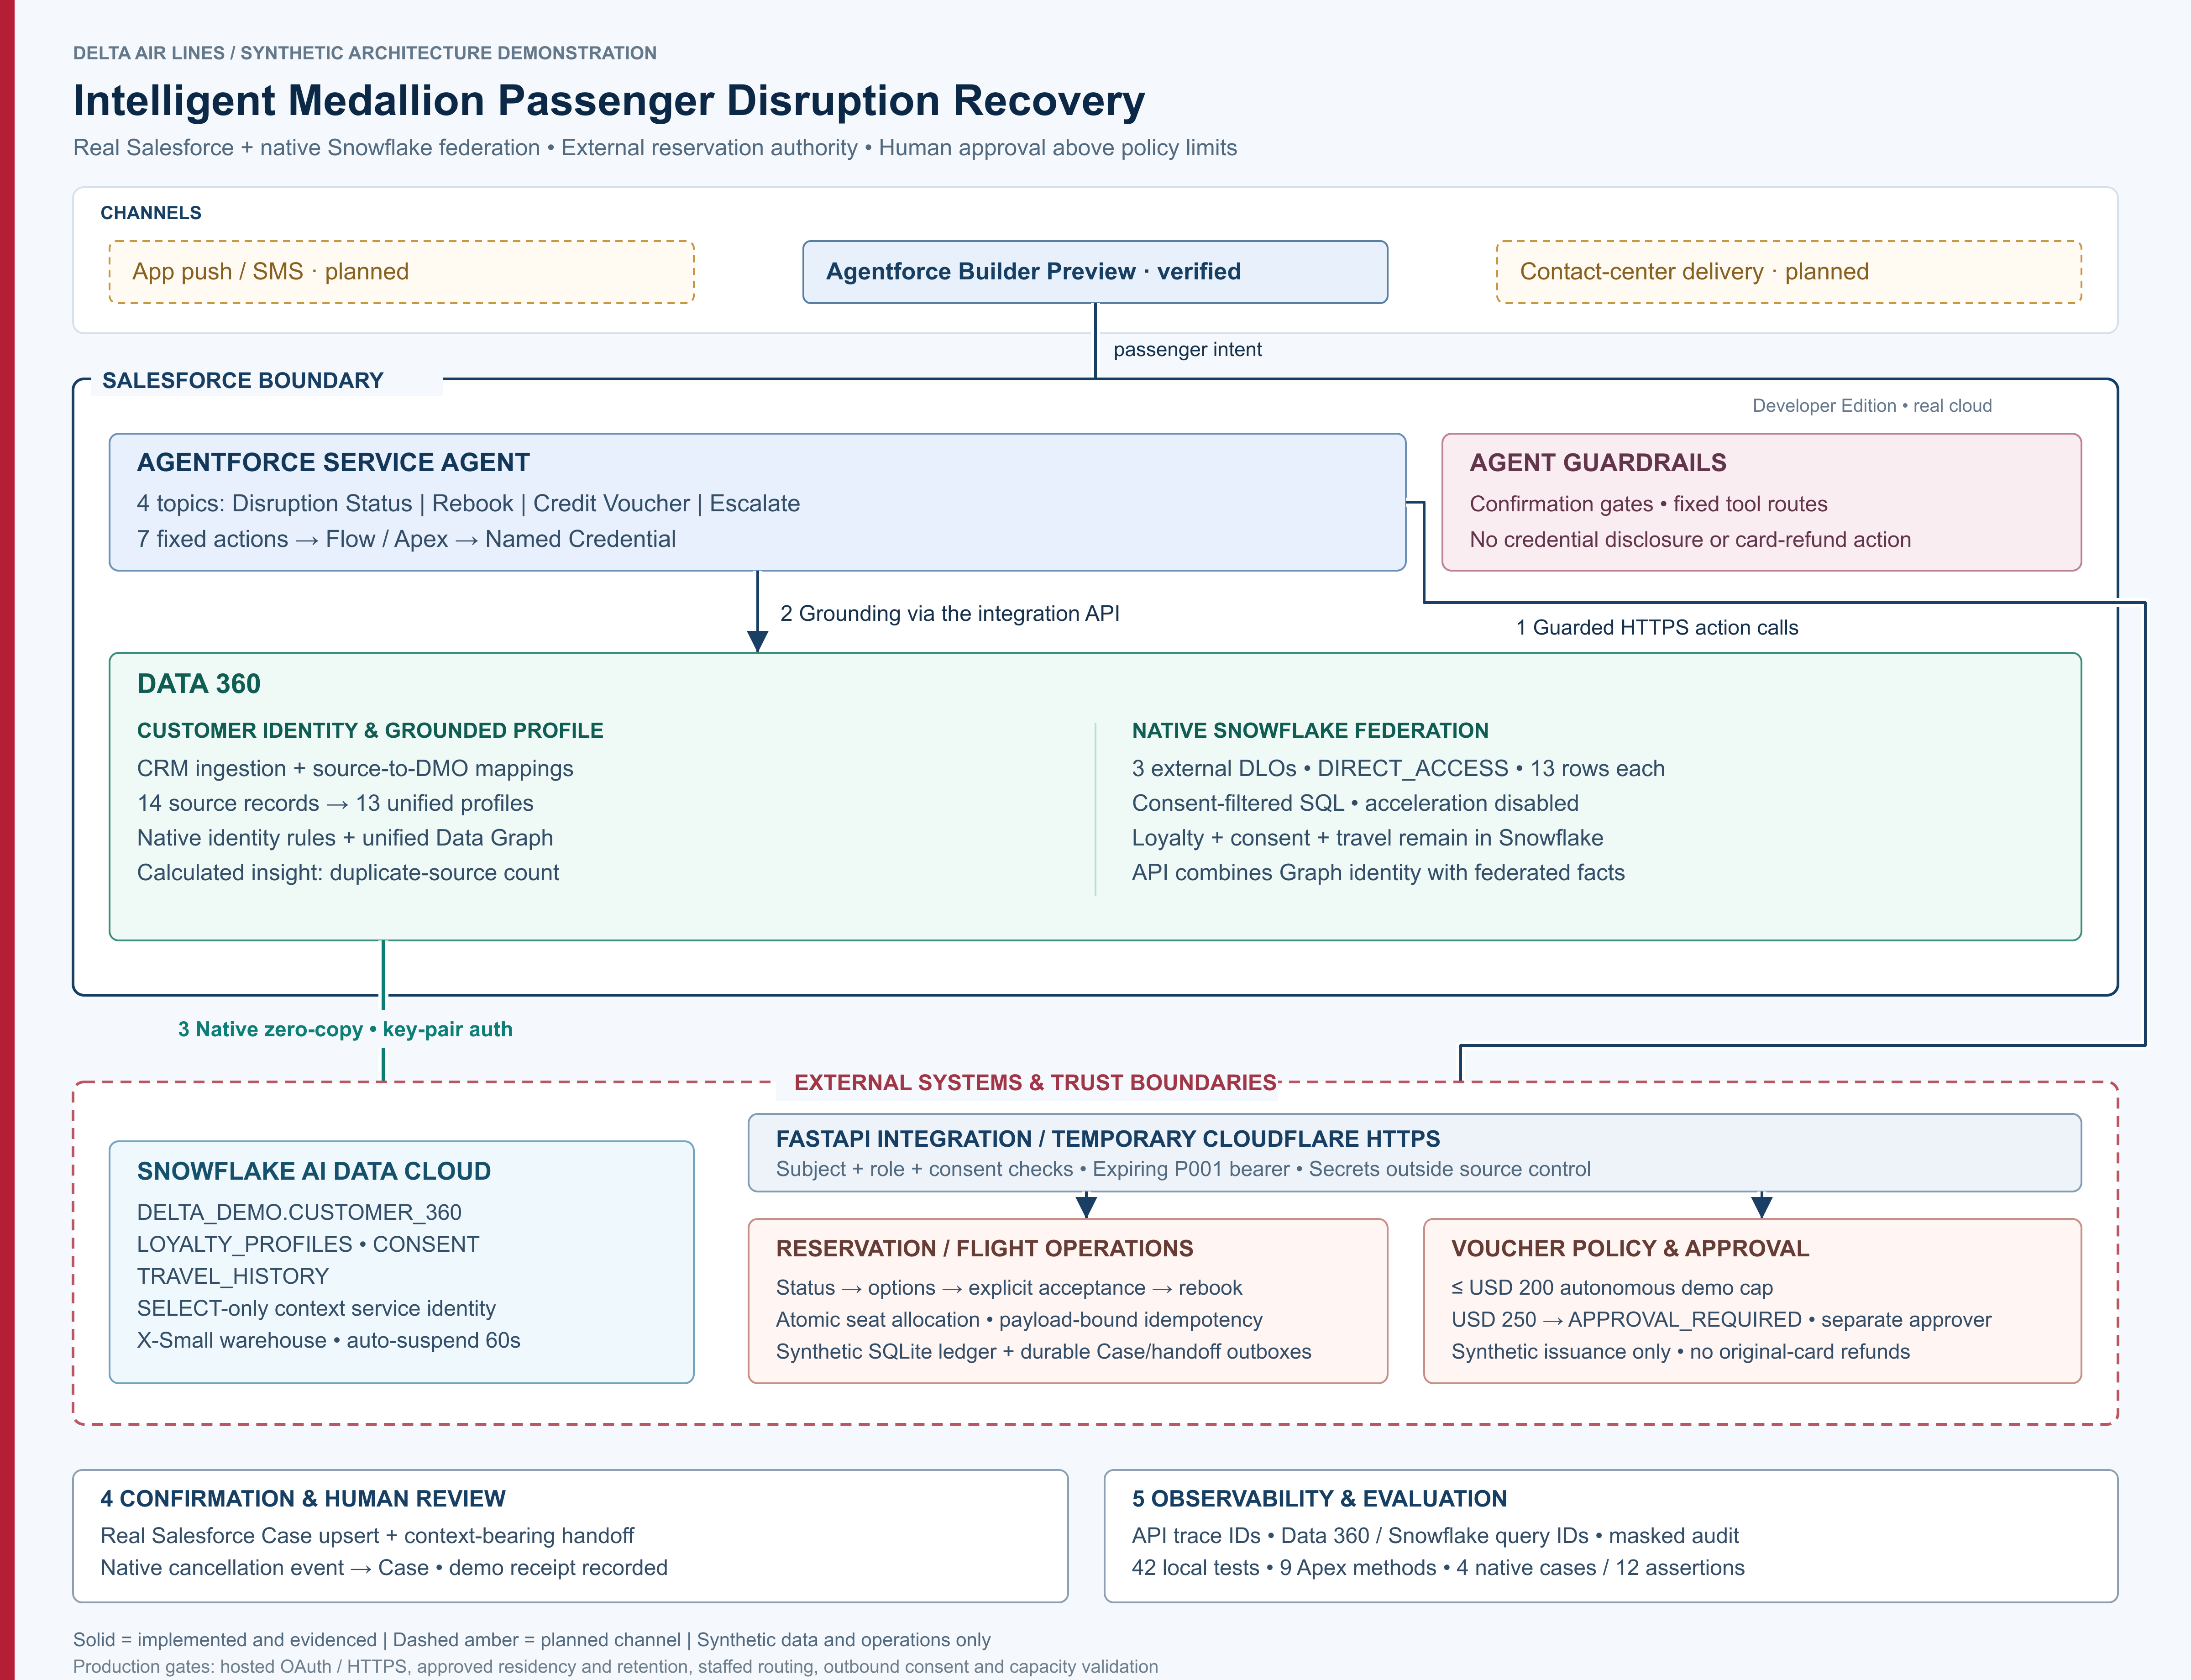 DELTA AIR LINES / SYNTHETIC ARCHITECTURE DEMONSTRATION
Intelligent Medallion Passenger Disruption Recovery
Real Salesforce + native Snowflake federation • External reservation authority • Human approval above policy limits
CHANNELS
App push / SMS · planned
Agentforce Builder Preview · verified
Contact-center delivery · planned
passenger intent
SALESFORCE BOUNDARY
Developer Edition • real cloud
AGENTFORCE SERVICE AGENT
4 topics: Disruption Status | Rebook | Credit Voucher | Escalate
7 fixed actions → Flow / Apex → Named Credential
AGENT GUARDRAILS
Confirmation gates • fixed tool routes
No credential disclosure or card-refund action
2 Grounding via the integration API
1 Guarded HTTPS action calls
DATA 360
CUSTOMER IDENTITY & GROUNDED PROFILE
CRM ingestion + source-to-DMO mappings
14 source records → 13 unified profiles
Native identity rules + unified Data Graph
Calculated insight: duplicate-source count
NATIVE SNOWFLAKE FEDERATION
3 external DLOs • DIRECT_ACCESS • 13 rows each
Consent-filtered SQL • acceleration disabled
Loyalty + consent + travel remain in Snowflake
API combines Graph identity with federated facts
3 Native zero-copy • key-pair auth
EXTERNAL SYSTEMS & TRUST BOUNDARIES
SNOWFLAKE AI DATA CLOUD
DELTA_DEMO.CUSTOMER_360
LOYALTY_PROFILES • CONSENT
TRAVEL_HISTORY
SELECT-only context service identity
X-Small warehouse • auto-suspend 60s
FASTAPI INTEGRATION / TEMPORARY CLOUDFLARE HTTPS
Subject + role + consent checks • Expiring P001 bearer • Secrets outside source control
RESERVATION / FLIGHT OPERATIONS
Status → options → explicit acceptance → rebook
Atomic seat allocation • payload-bound idempotency
Synthetic SQLite ledger + durable Case/handoff outboxes
VOUCHER POLICY & APPROVAL
≤ USD 200 autonomous demo cap
USD 250 → APPROVAL_REQUIRED • separate approver
Synthetic issuance only • no original-card refunds
4 CONFIRMATION & HUMAN REVIEW
Real Salesforce Case upsert + context-bearing handoff
Native cancellation event → Case • demo receipt recorded
5 OBSERVABILITY & EVALUATION
API trace IDs • Data 360 / Snowflake query IDs • masked audit
42 local tests • 9 Apex methods • 4 native cases / 12 assertions
Solid = implemented and evidenced | Dashed amber = planned channel | Synthetic data and operations only
Production gates: hosted OAuth / HTTPS, approved residency and retention, staffed routing, outbound consent and capacity validation